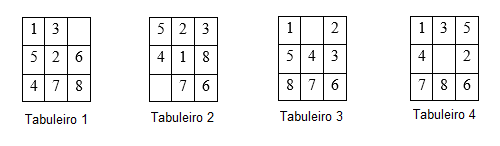 1 3
5 2 6
4 7 8
Tabuleiro 1
5 2 3
4 1 8
7 6
Tabuleiro 2
1 2
5 4 3
8 7 6
Tabuleiro 3
1 3 5
4 2
7 8 6
Tabuleiro 4